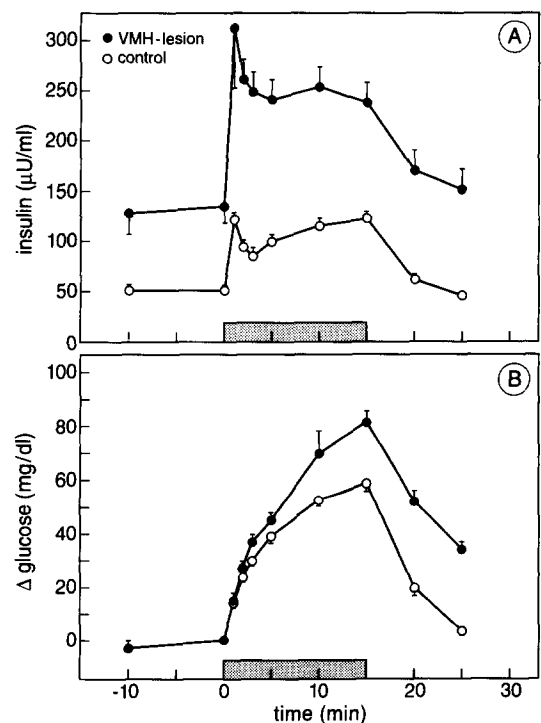 300
250
200
150
100
50
0
insulin (µU/ml)
VMH-lesion
control
A
80
60
40
20
0
Δ glucose (mg/dl)
B
-10 0 10 20 30
time (min)